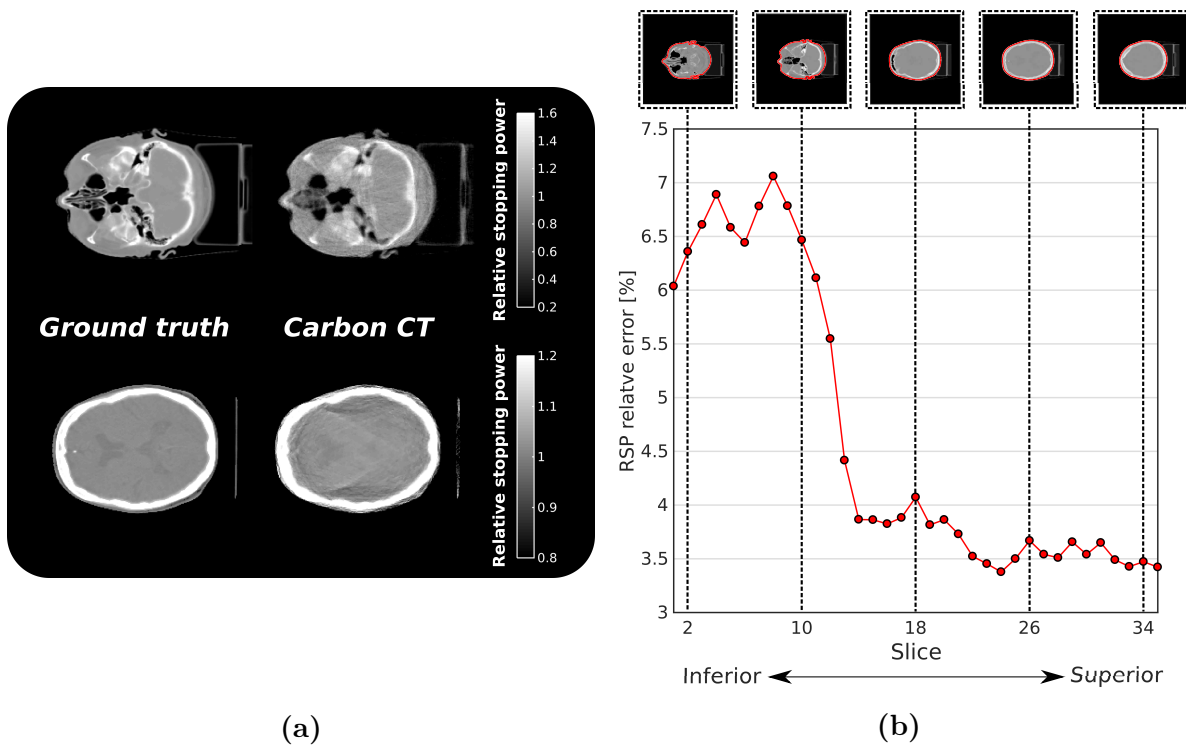 Relative stopping power
1.6
1.4
1.2
1
0.8
0.6
0.4
0.2
Ground truth
Carbon CT
Relative stopping power
1.2
1.1
1
0.9
0.8
(a)
RSP relatve error [%]
7.5
7
6.5
6
5.5
5
4.5
4
3.5
3
2
10
18
26
34
Slice
Inferior
Superior
(b)